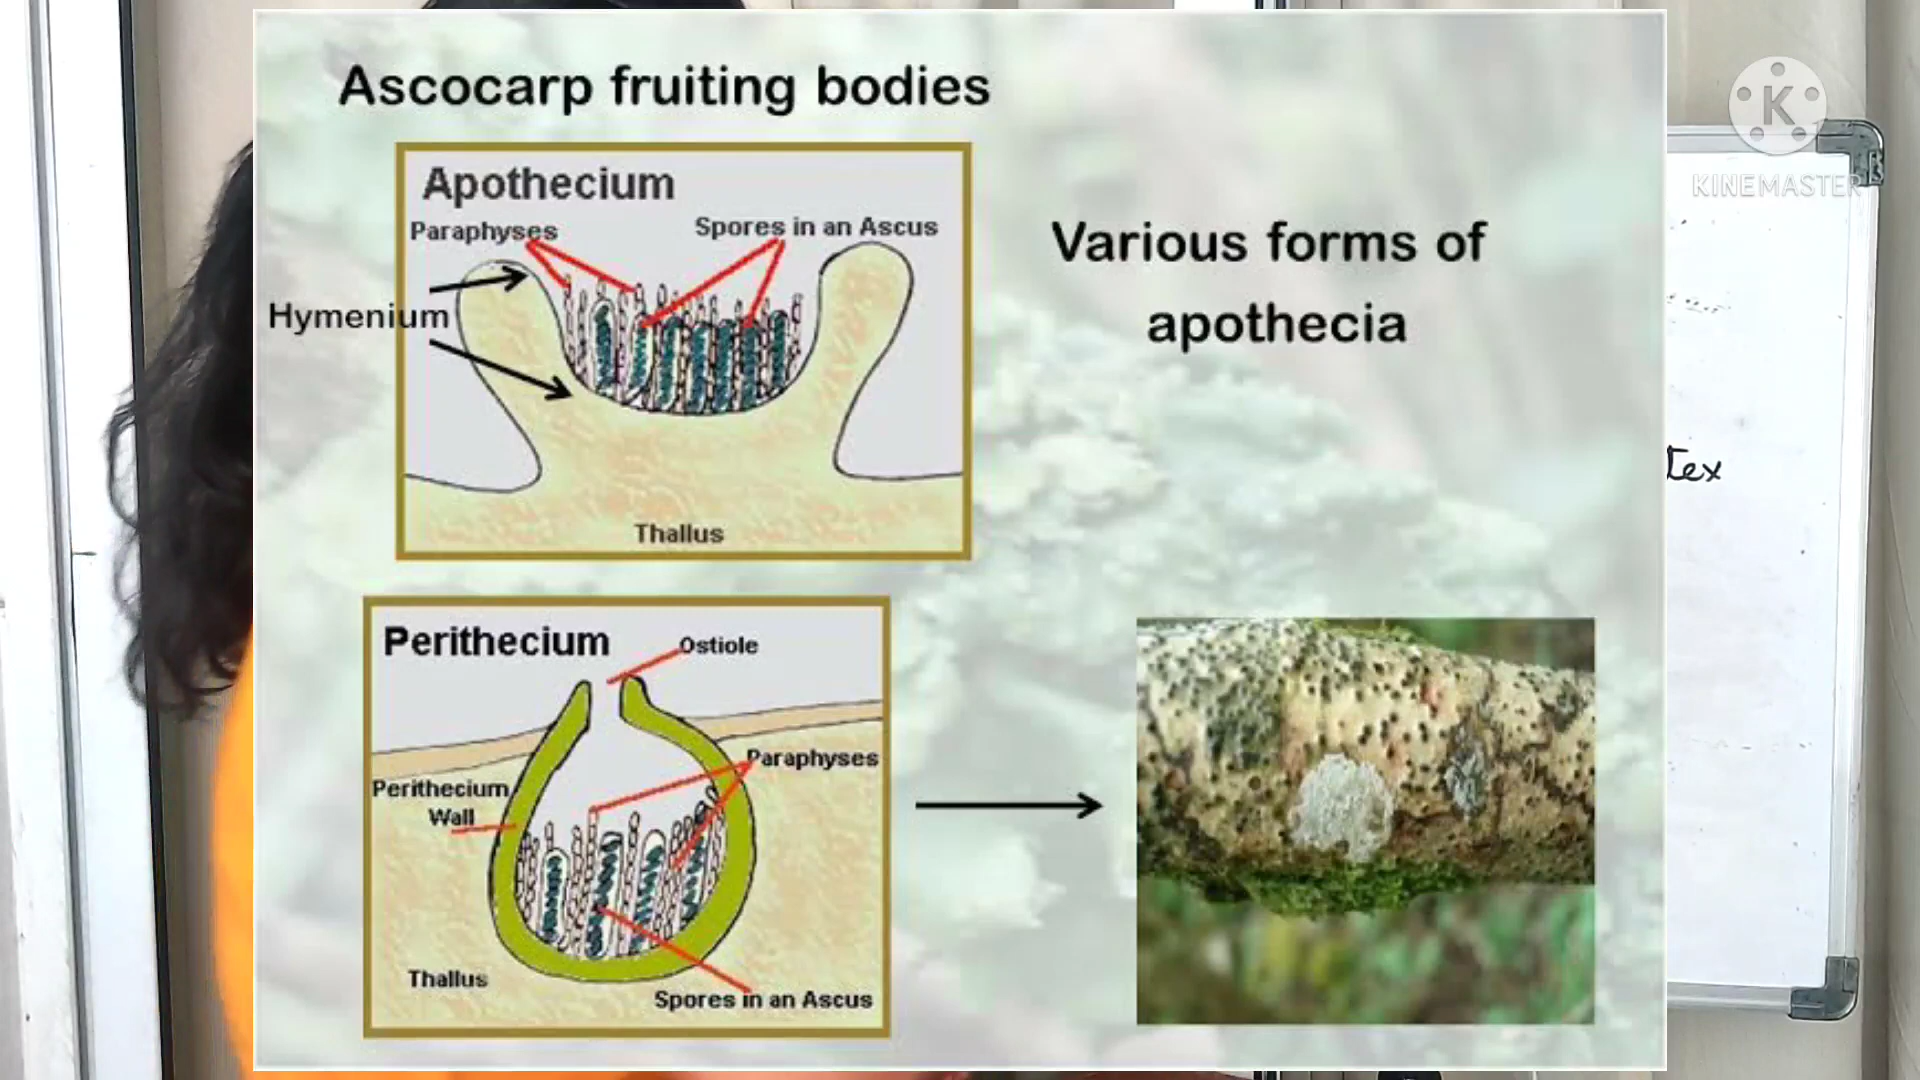 Ascocarp fruiting bodies
Apothecium
Paraphyses
Spores in an Ascus
Hymenium
Thallus
Various forms of
apothecia
Perithecium
Ostiole
Paraphyses
Perithecium
Wall
Thallus
Spores in an Ascus
K
KINEMASTER
tex